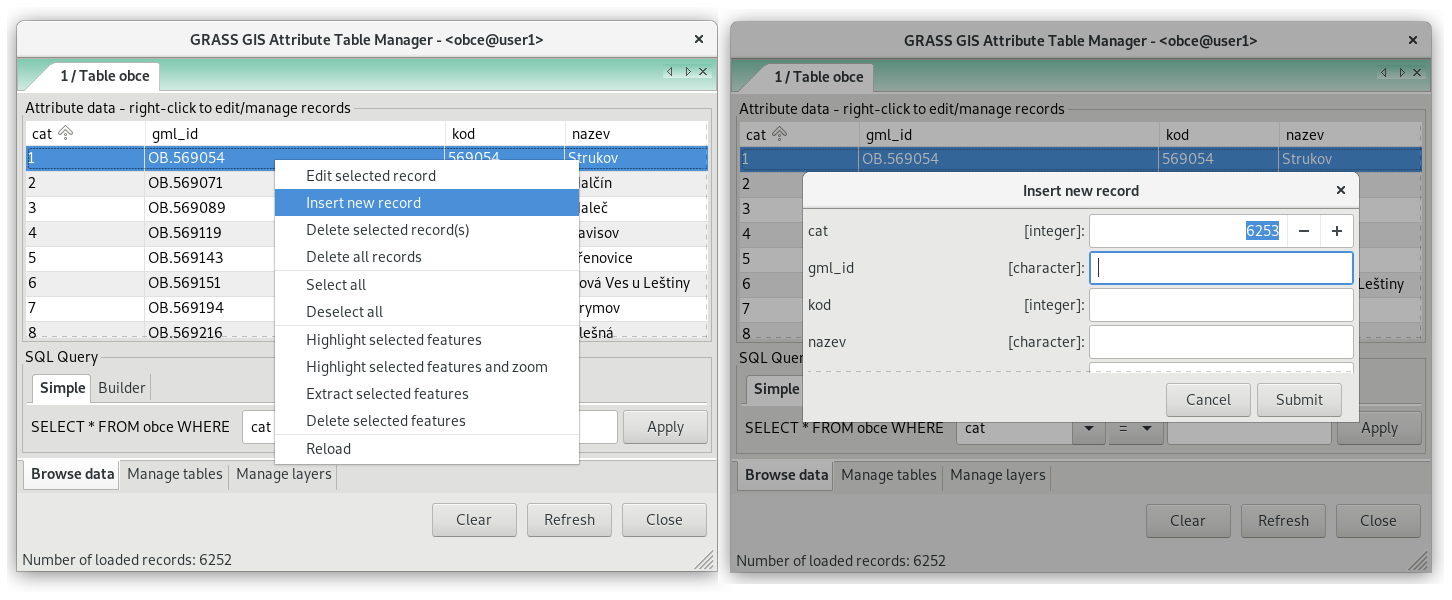 GRASS GIS Attribute Table Manager - <obce@user1>
1 / Table obce
Attribute data - right-click to edit/manage records
cat gml_id kod nazev
1 OB.569054 569054 Strukov
2 OB.569071 alčín
3 OB.569089 aleč
4 OB.569119 avisov
5 OB.569143 řenovice
6 OB.569151 ová Ves u Leštiny
7 OB.569194 rymov
8 OB.569216 lešná
Edit selected record
Insert new record
Delete selected record(s)
Delete all records
Select all
Deselect all
Highlight selected features
Highlight selected features and zoom
Extract selected features
Delete selected features
Reload
SQL Query
Simple Builder
SELECT * FROM obce WHERE cat Apply
Browse data Manage tables Manage layers
Clear Refresh Close
Number of loaded records: 6252
GRASS GIS Attribute Table Manager - <obce@user1>
1 / Table obce
Attribute data - right-click to edit/manage records
cat gml_id kod nazev
1 OB.569054 569054 Strukov
2
3
4
5
6 Leštiny
7
8
Insert new record
cat [integer]: 6253
gml_id [character]:
kod [integer]:
nazev [character]:
Cancel Submit
SQL Quer
Simple
SELECT * FROM obce WHERE cat = Apply
Browse data Manage tables Manage layers
Clear Refresh Close
Number of loaded records: 6252